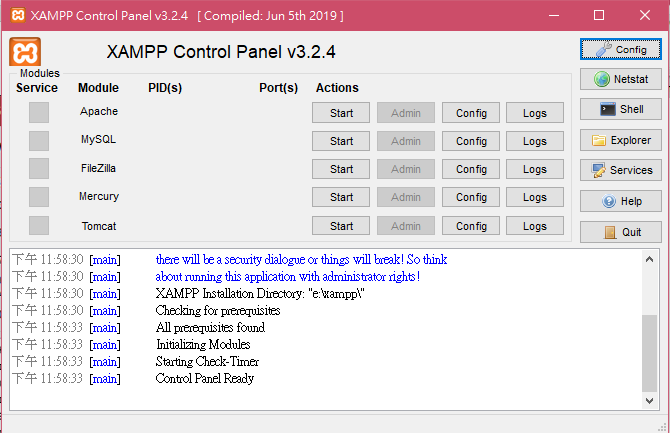 XAMPP Control Panel v3.2.4 [ Compiled: Jun 5th 2019 ]
XAMPP Control Panel v3.2.4
Config
Modules
Service Module PID(s) Port(s) Actions
Netstat
Apache Start Admin Config Logs
Shell
MySQL Start Admin Config Logs
Explorer
FileZilla Start Admin Config Logs
Services
Mercury Start Admin Config Logs
Help
Tomcat Start Admin Config Logs
Quit
下午 11:58:30 [main] there will be a security dialogue or things will break! So think
下午 11:58:30 [main] about running this application with administrator rights!
下午 11:58:30 [main] XAMPP Installation Directory: "e:\xampp\"
下午 11:58:30 [main] Checking for prerequisites
下午 11:58:33 [main] All prerequisites found
下午 11:58:33 [main] Initializing Modules
下午 11:58:33 [main] Starting Check-Timer
下午 11:58:33 [main] Control Panel Ready